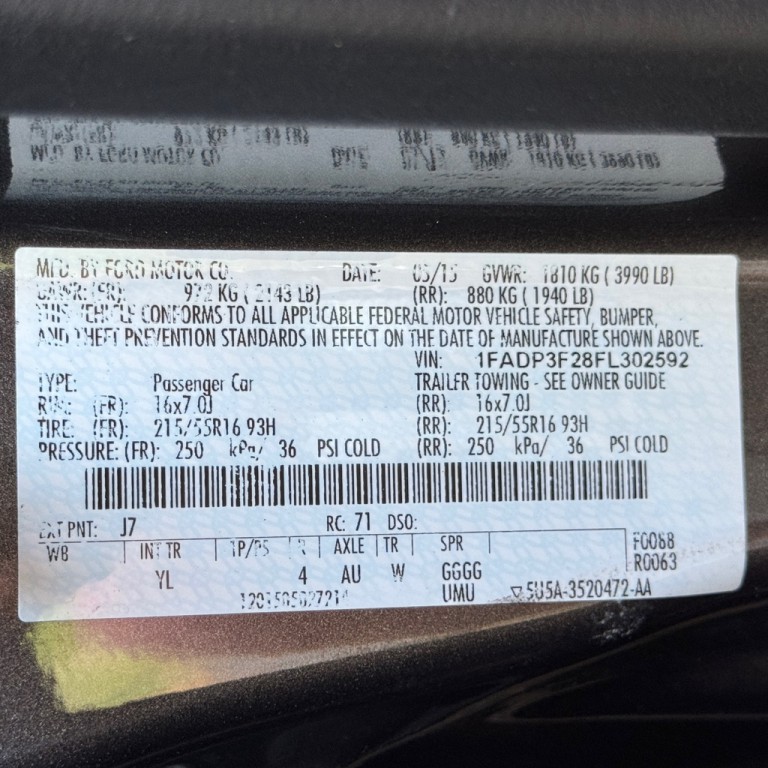 MFD. BY FORD MOTOR CO. DATE: 05/15 GVWR: 1810 KG ( 3990 LB)
GAWR: (FR): 972 KG ( 2143 LB) (RR): 880 KG ( 1940 LB)
THIS VEHICLE CONFORMS TO ALL APPLICABLE FEDERAL MOTOR VEHICLE SAFETY, BUMPER,
AND THEFT PREVENTION STANDARDS IN EFFECT ON THE DATE OF MANUFACTURE SHOWN ABOVE.
VIN: 1FADP3F28FL302592
TYPE: Passenger Car TRAILER TOWING - SEE OWNER GUIDE
RIM: (FR): 16x7.0J (RR): 16x7.0J
TIRE: (FR): 215/55R16 93H (RR): 215/55R16 93H
PRESSURE: (FR): 250 kPa/ 36 PSI COLD (RR): 250 kPa/ 36 PSI COLD
EXT PNT: J7 RC: 71 DSO:
WB INT TR TP/PS R AXLE TR SPR F0088
YL 4 AU W GGGG R0063
UMU 5U5A-3520472-AA